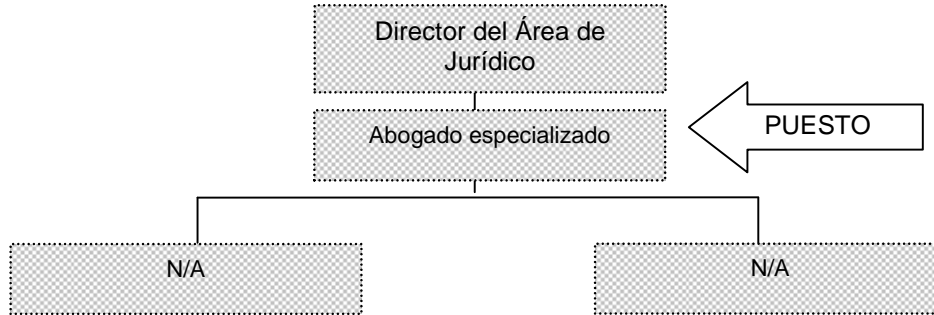 Director del Área de
Jurídico
Abogado especializado
PUESTO
N/A
N/A